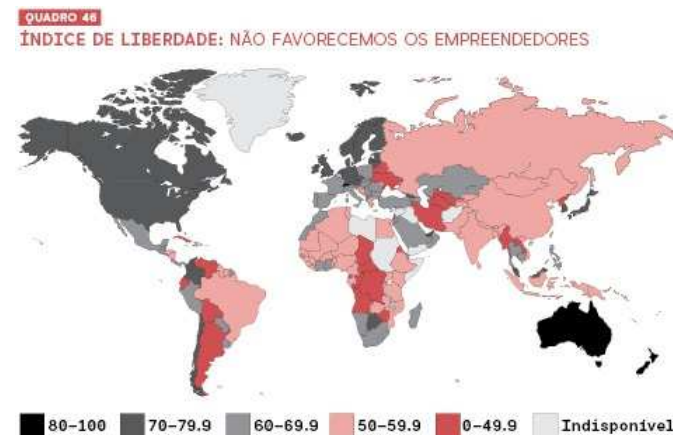 QUADRO 46
ÍNDICE DE LIBERDADE: NÃO FAVORECEMOS OS EMPREENDEDORES
80-100 70-79.9 60-69.9 50-59.9 0-49.9 Indisponível